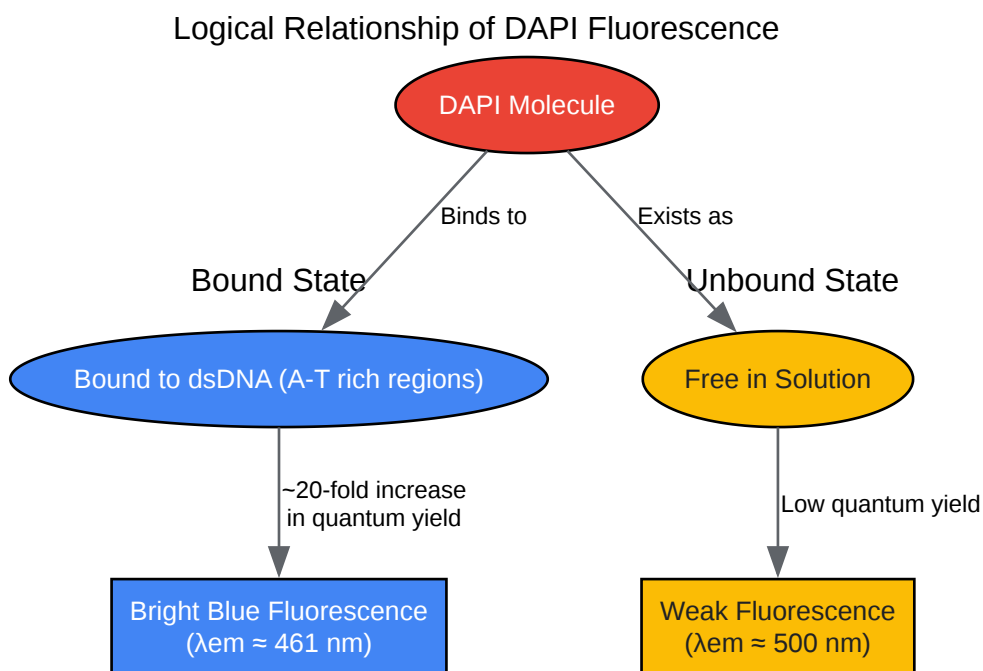 Logical Relationship of DAPI Fluorescence
DAPI Molecule
Binds to
Exists as
Bound State
Unbound State
Bound to dsDNA (A-T rich regions)
Free in Solution
~20-fold increase
in quantum yield
Low quantum yield
Bright Blue Fluorescence
(λem ≈ 461 nm)
Weak Fluorescence
(λem ≈ 500 nm)